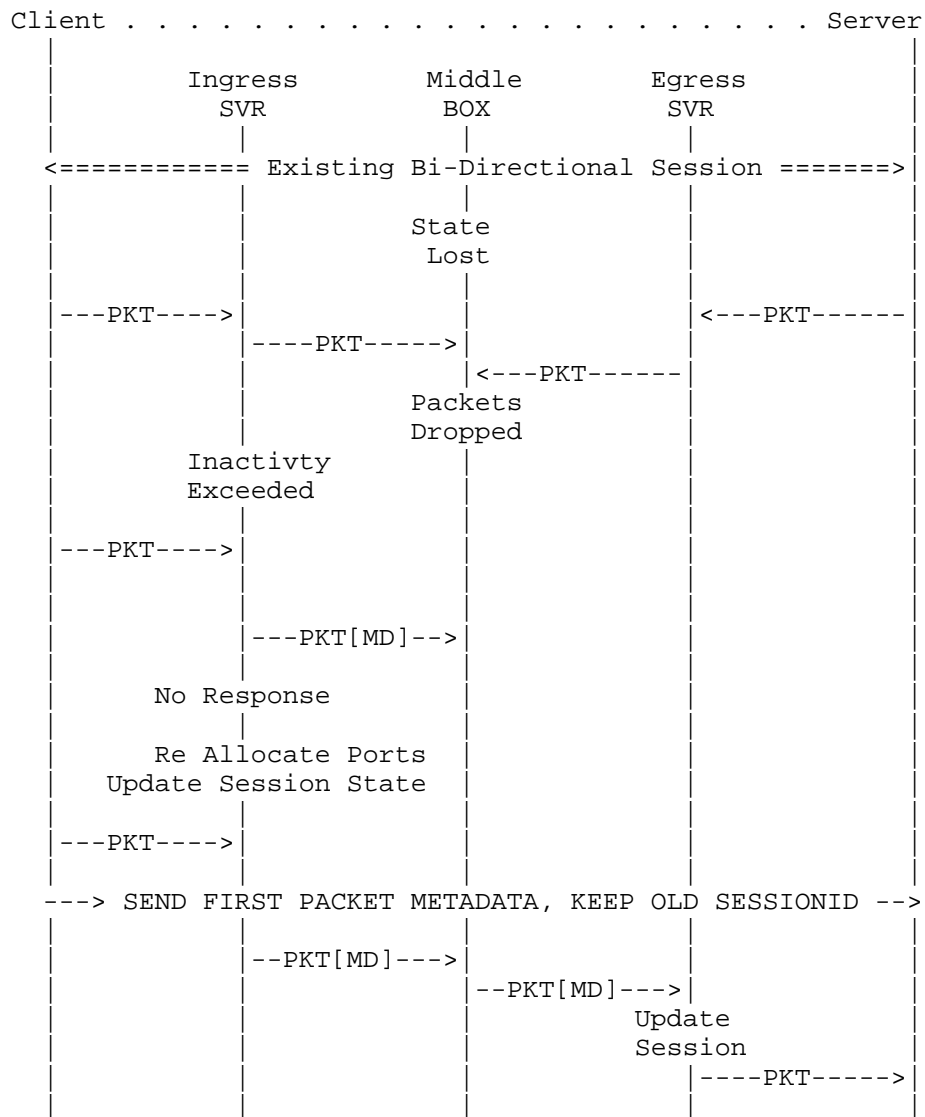 Client . . . . . . . . . . . . . . . . . . . . . . Server
Ingress Middle Egress
SVR BOX SVR
<============ Existing Bi-Directional Session =======>
State
Lost
---PKT----> <---PKT------
----PKT----->
<---PKT------
Packets
Dropped
Inactivty
Exceeded
---PKT---->
---PKT[MD]-->
No Response
Re Allocate Ports
Update Session State
---PKT---->
---> SEND FIRST PACKET METADATA, KEEP OLD SESSIONID -->
--PKT[MD]--->
--PKT[MD]--->
Update
Session
----PKT----->